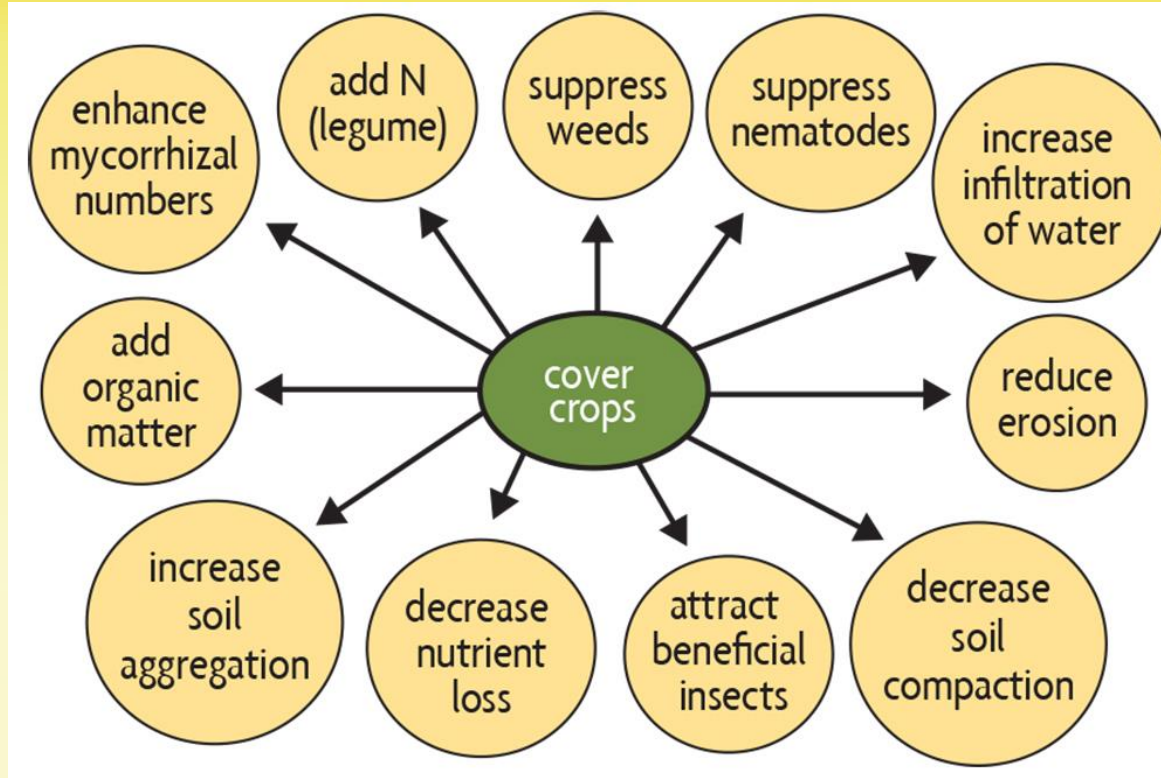 enhance
mycorrhizal
numbers
add N
(legume)
suppress
weeds
suppress
nematodes
increase
infiltration
of water
add
organic
matter
cover
crops
reduce
erosion
increase
soil
aggregation
decrease
nutrient
loss
attract
beneficial
insects
decrease
soil
compaction